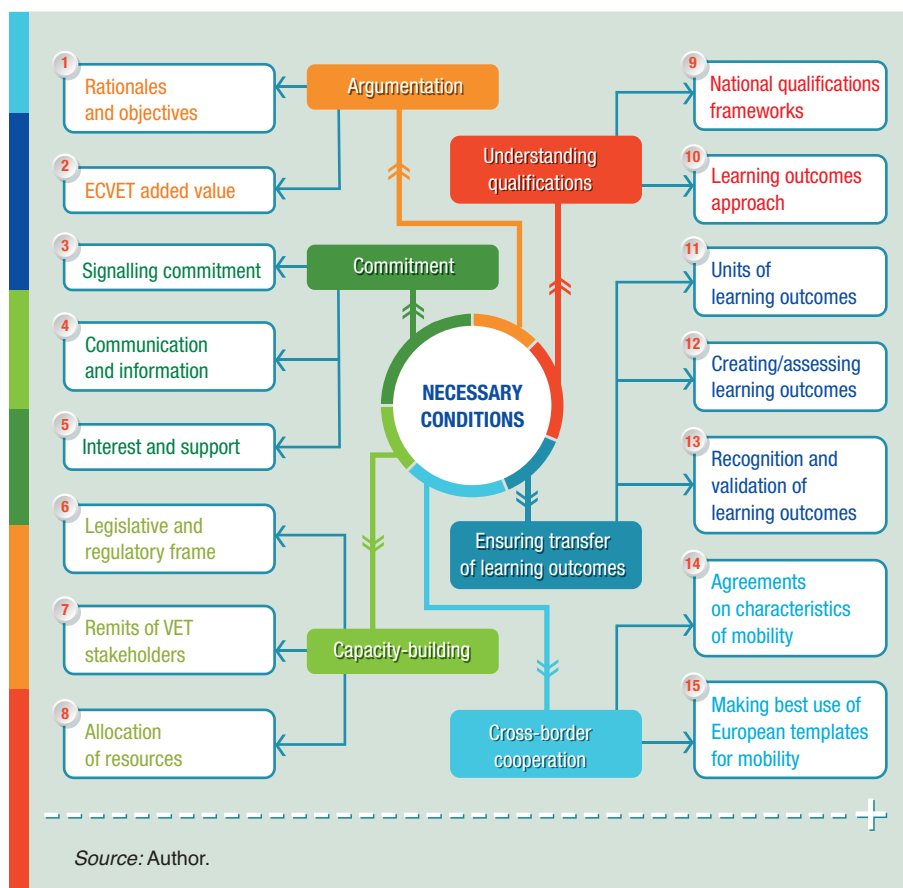 1
Rationales
and objectives
2
ECVET added value
3
Signalling commitment
4
Communication
and information
5
Interest and support
6
Legislative and
regulatory frame
7
Remits of VET
stakeholders
8
Allocation
of resources
Argumentation
Commitment
Capacity-building
NECESSARY
CONDITIONS
Understanding
qualifications
Ensuring transfer
of learning outcomes
Cross-border
cooperation
9
National qualifications
frameworks
10
Learning outcomes
approach
11
Units of
learning outcomes
12
Creating/assessing
learning outcomes
13
Recognition and
validation of
learning outcomes
14
Agreements
on characteristics
of mobility
15
Making best use of
European templates
for mobility
Source: Author.